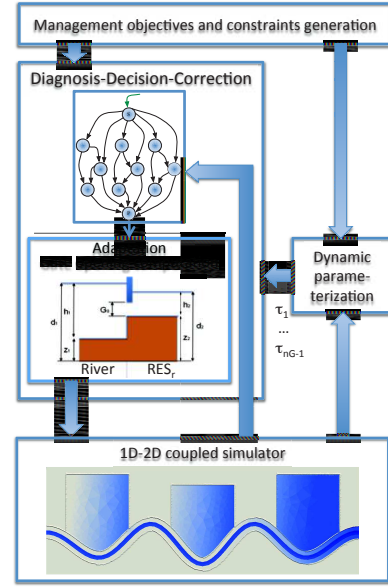 Management objectives and constraints generation
Diagnosis-Decision-Correction
Adaptation
Dynamic
parame-
terization
τ1
...
τnG-1
G0
h1
d1
z1
h2
d2
z2
River
RESr
1D-2D coupled simulator